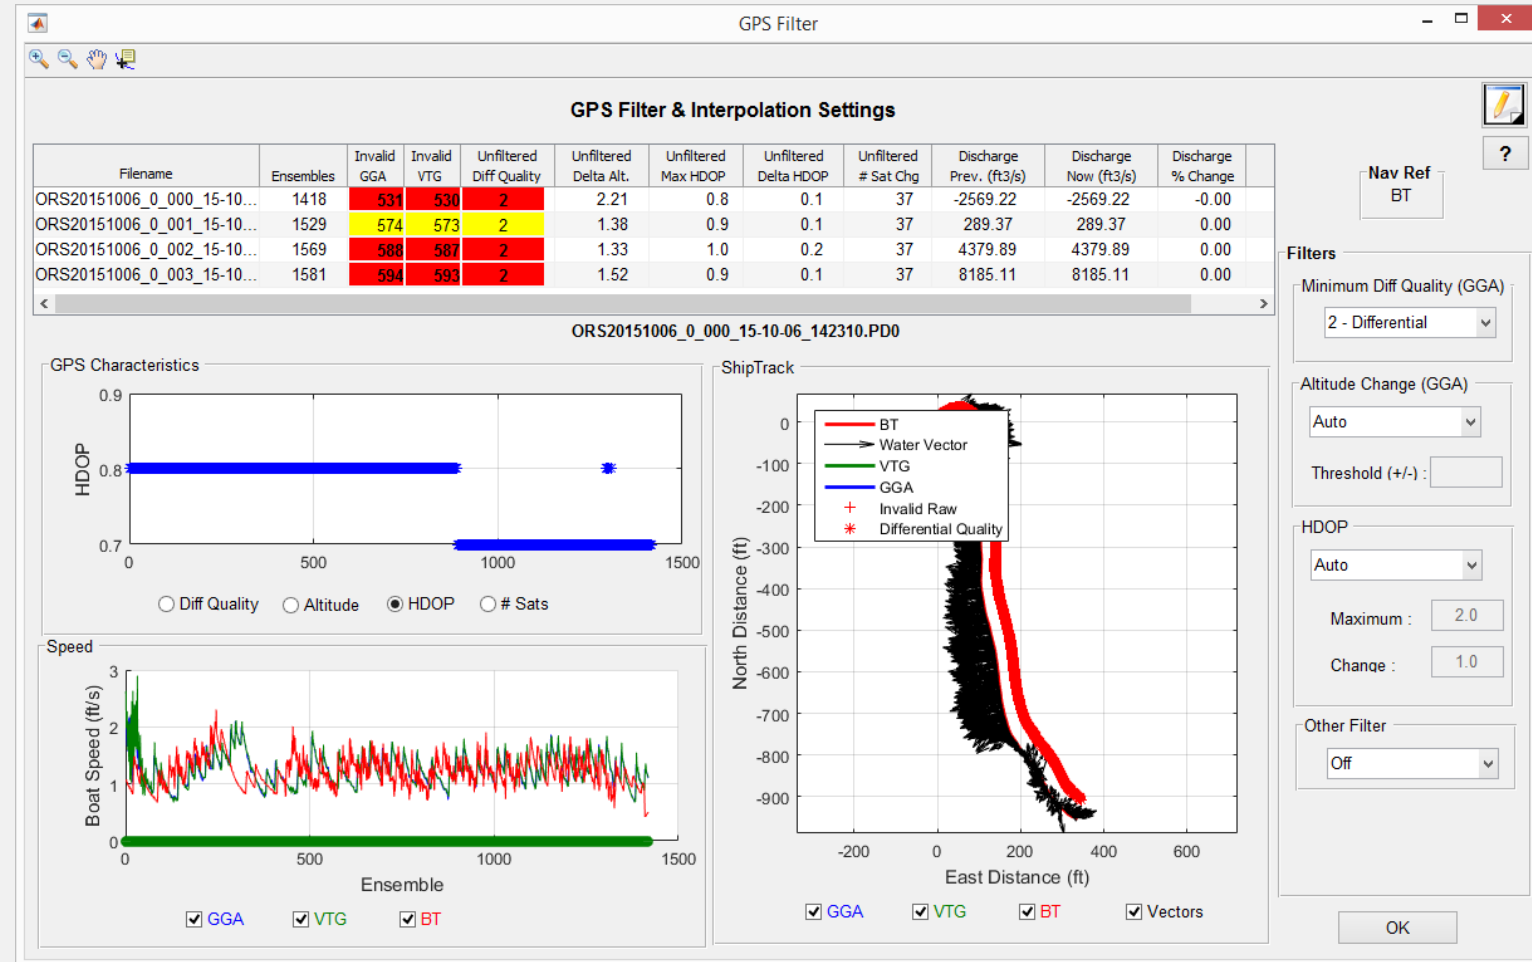 GPS Filter
GPS Filter & Interpolation Settings
Filename Ensembles Invalid GGA Invalid VTG Unfiltered Diff Quality Unfiltered Delta Alt. Unfiltered Max HDOP Unfiltered Delta HDOP Unfiltered # Sat Chg Discharge Prev. (ft3/s) Discharge Now (ft3/s) Discharge % Change
ORS20151006_0_000_15-10... 1418 531 530 2 2.21 0.8 0.1 37 -2569.22 -2569.22 -0.00
ORS20151006_0_001_15-10... 1529 574 573 2 1.38 0.9 0.1 37 289.37 289.37 0.00
ORS20151006_0_002_15-10... 1569 588 587 2 1.33 1.0 0.2 37 4379.89 4379.89 0.00
ORS20151006_0_003_15-10... 1581 594 593 2 1.52 0.9 0.1 37 8185.11 8185.11 0.00
ORS20151006_0_000_15-10-06_142310.PD0
?
Nav Ref
BT
GPS Characteristics
HDOP
0.9
0.8
0.7
0 500 1000 1500
Diff Quality Altitude HDOP # Sats
Speed
Boat Speed (ft/s)
3
2
1
0
0 500 1000 1500
Ensemble
GGA VTG BT
ShipTrack
BT
Water Vector
VTG
GGA
Invalid Raw
Differential Quality
North Distance (ft)
0
-100
-200
-300
-400
-500
-600
-700
-800
-900
-200 0 200 400 600
East Distance (ft)
GGA VTG BT Vectors
Filters
Minimum Diff Quality (GGA)
2 - Differential
Altitude Change (GGA)
Auto
Threshold (+/-) :
HDOP
Auto
Maximum : 2.0
Change : 1.0
Other Filter
Off
OK